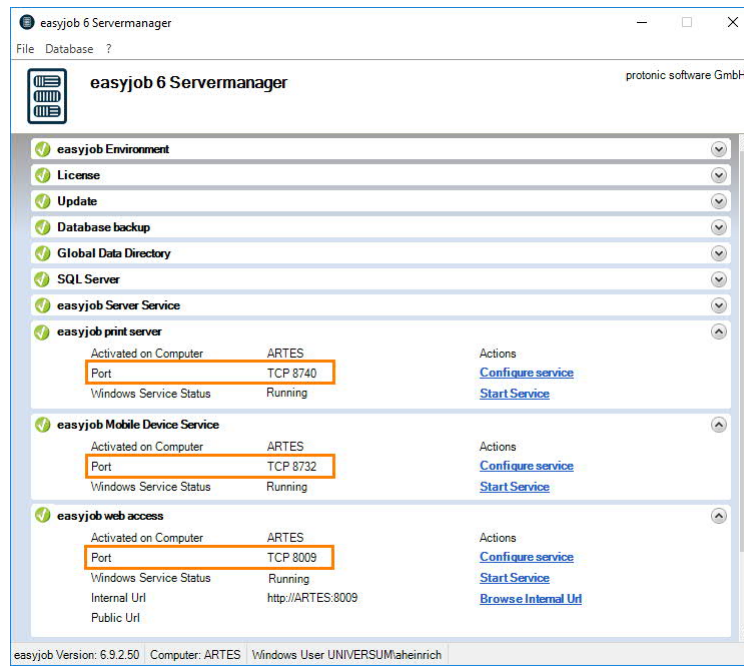 easyjob 6 Servermanager
File Database ?
easyjob 6 Servermanager
protonic software GmbH
easyjob Environment
License
Update
Database backup
Global Data Directory
SQL Server
easyjob Server Service
easyjob print server
Activated on Computer ARTES Actions
Port TCP 8740 Configure service
Windows Service Status Running Start Service
easyjob Mobile Device Service
Activated on Computer ARTES Actions
Port TCP 8732 Configure service
Windows Service Status Running Start Service
easyjob web access
Activated on Computer ARTES Actions
Port TCP 8009 Configure service
Windows Service Status Running Start Service
Internal Url http://ARTES:8009 Browse Internal Url
Public Url
easyjob Version: 6.9.2.50 Computer: ARTES Windows User UNIVERSUM\aheinrich